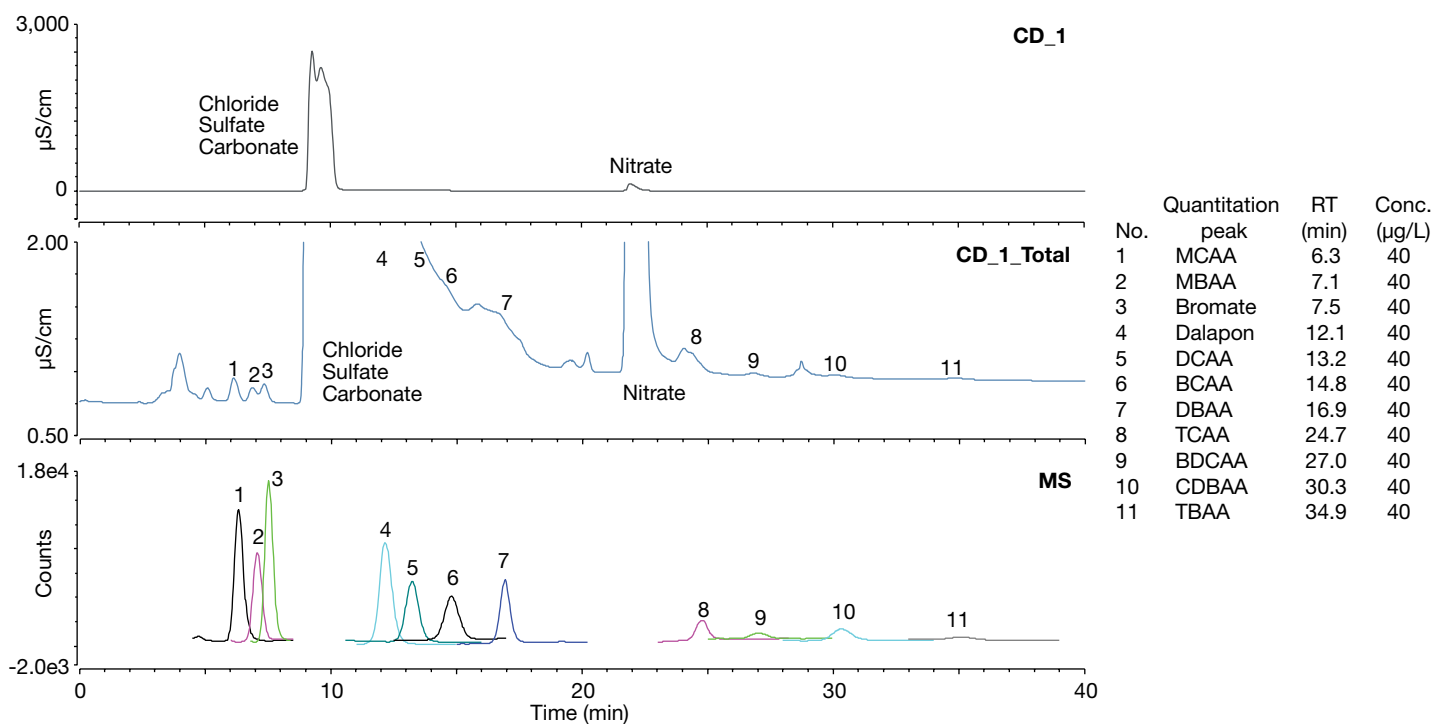 3,000
CD_1
µS/cm
Chloride
Sulfate
Carbonate
Nitrate
0
2.00
CD_1_Total
4
5
6
7
µS/cm
1
2
3
Chloride
Sulfate
Carbonate
Nitrate
8
9
10
11
0.50
1.8e4
MS
Counts
1
2
3
4
5
6
7
8
9
10
11
-2.0e3
0 10 20 30 40
Time (min)
Quantitation RT Conc.
No. peak (min) (µg/L)
1 MCAA 6.3 40
2 MBAA 7.1 40
3 Bromate 7.5 40
4 Dalapon 12.1 40
5 DCAA 13.2 40
6 BCAA 14.8 40
7 DBAA 16.9 40
8 TCAA 24.7 40
9 BDCAA 27.0 40
10 CDBAA 30.3 40
11 TBAA 34.9 40